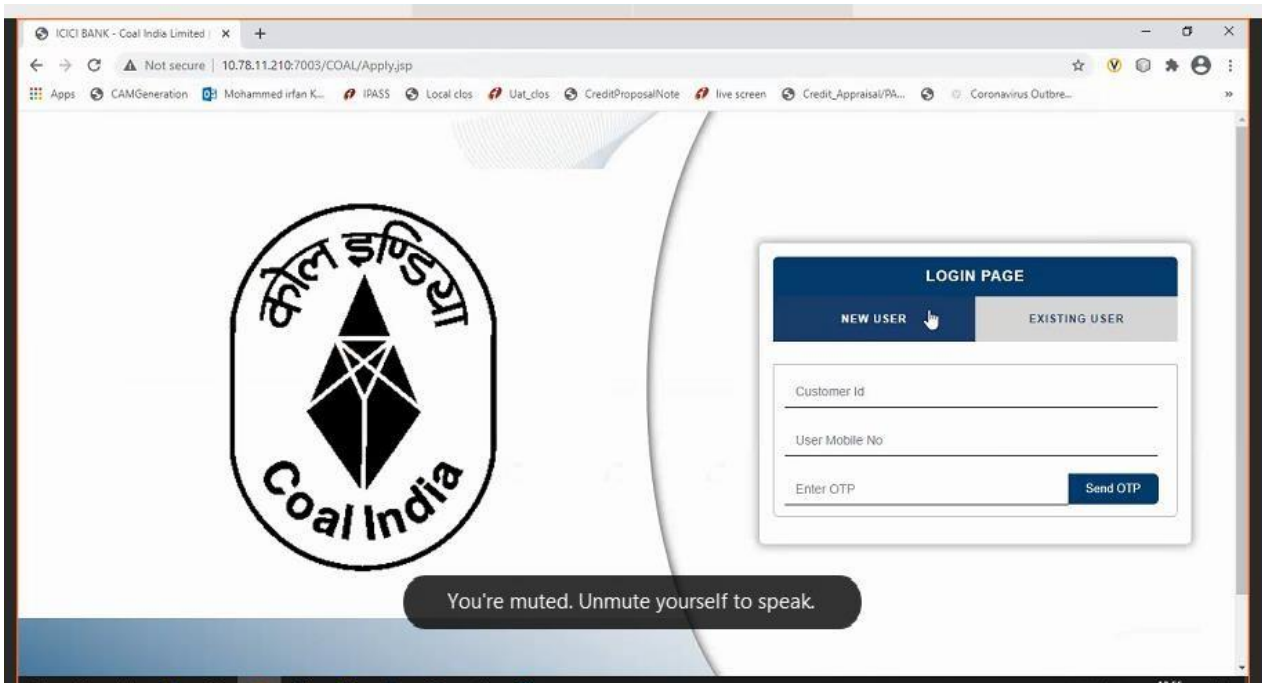 ICICI BANK - Coal India Limited
Not secure | 10.78.11.210:7003/COAL/Apply.jsp
Apps CAMGeneration Mohammed irfan K... IPASS Local clos Uat_clos CreditProposalNote live screen Credit_Appraisal/PA... Coronavirus Outbre...
कोल इण्डिया
Coal India
LOGIN PAGE
NEW USER EXISTING USER
Customer Id
User Mobile No
Enter OTP Send OTP
You're muted. Unmute yourself to speak.